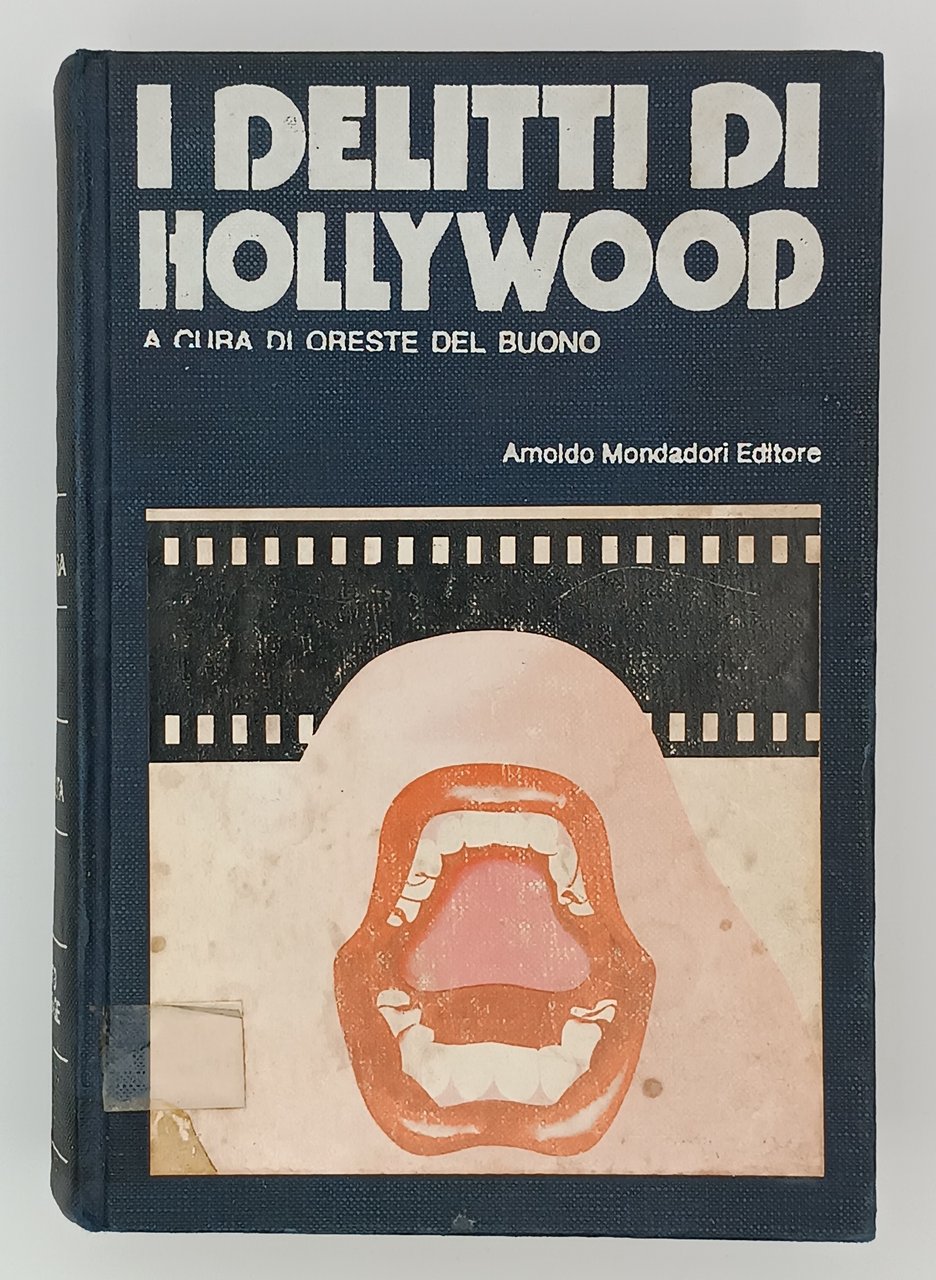 I DELITTI DI
HOLLYWOOD
A CURA DI ORESTE DEL BUONO
Arnoldo Mondadori Editore